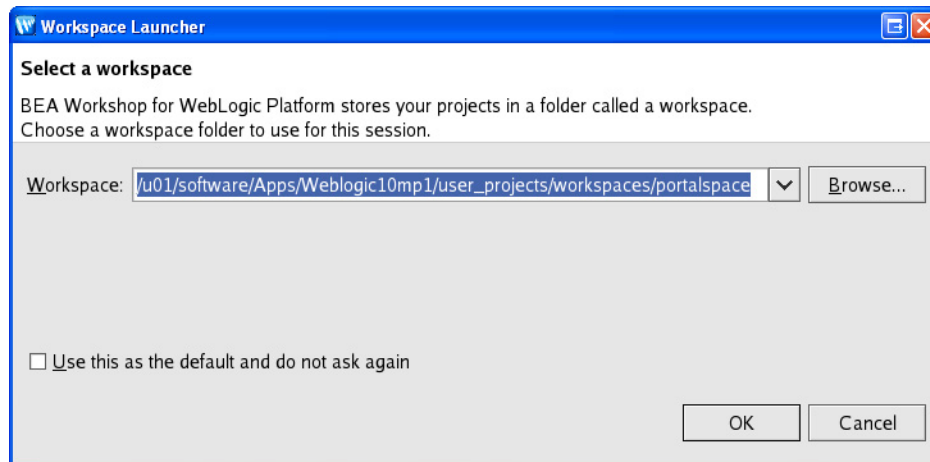 Workspace Launcher
Select a workspace
BEA Workshop for WebLogic Platform stores your projects in a folder called a workspace.
Choose a workspace folder to use for this session.
Workspace: /u01/software/Apps/Weblogic10mp1/user_projects/workspaces/portalspace Browse...
Use this as the default and do not ask again
OK Cancel